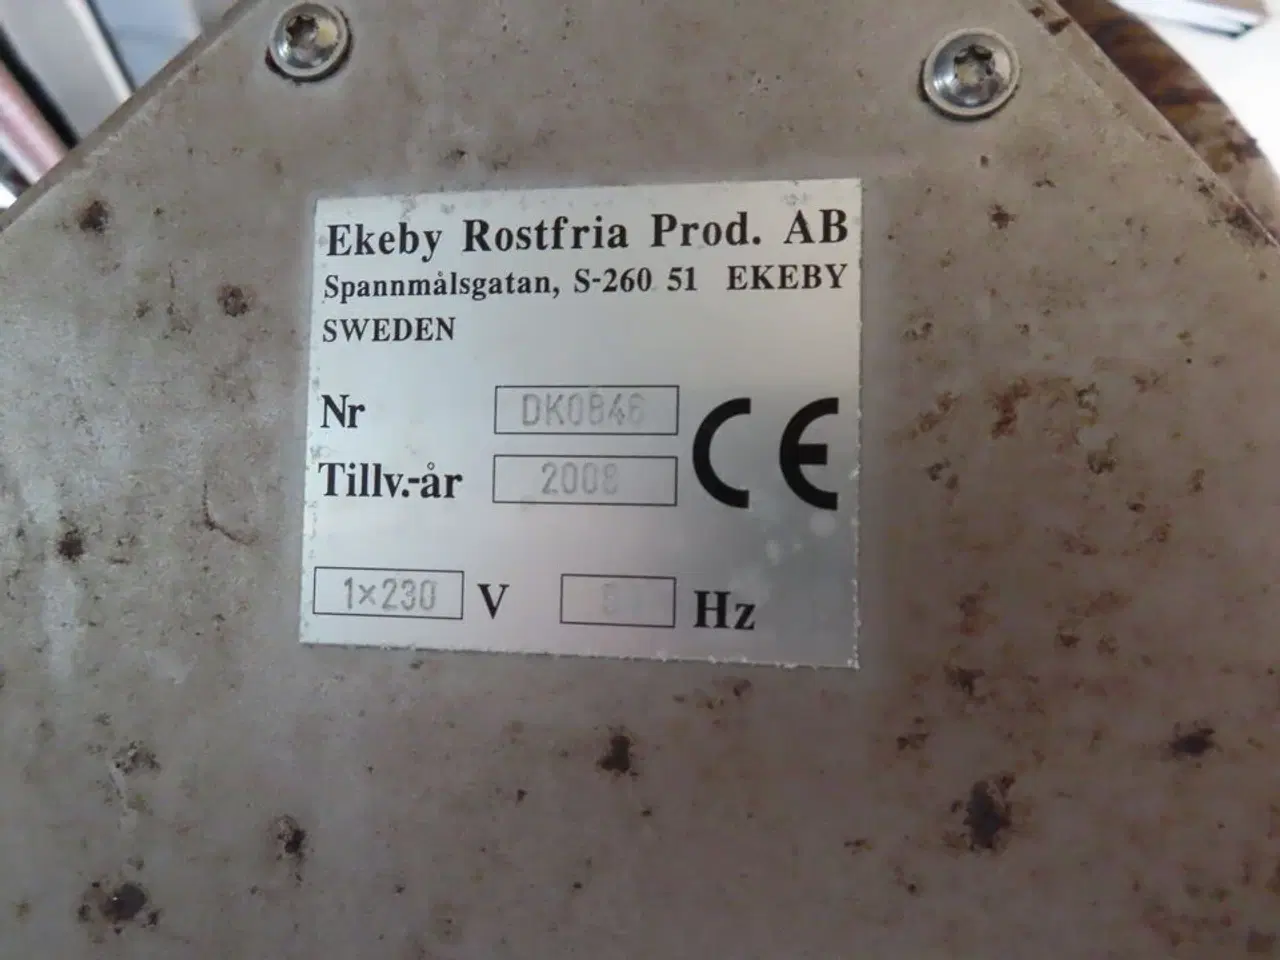 Ekeby Rostfria Prod. AB
Spannmålsgatan, S-260 51 EKEBY
SWEDEN
Nr DK0846
Tillv.-år 2008
CE
1×230 V Hz